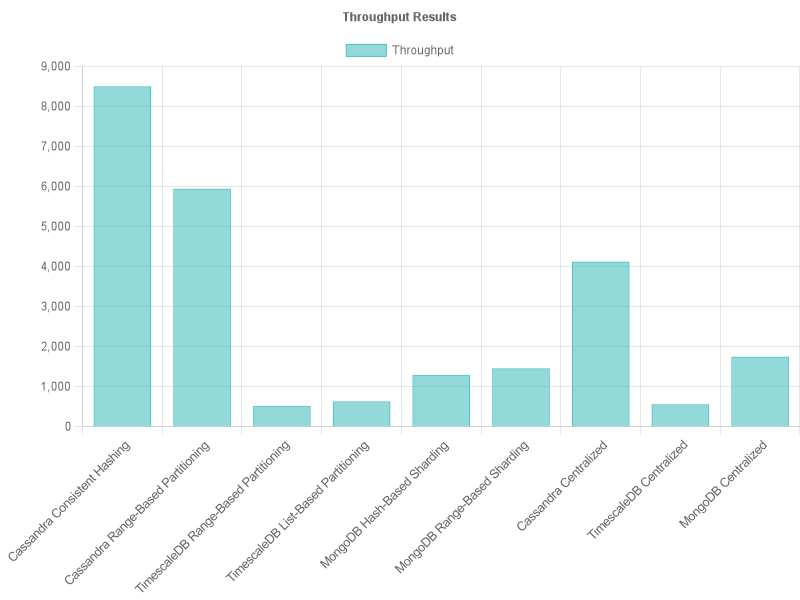 Throughput Results
Throughput
9,000
8,000
7,000
6,000
5,000
4,000
3,000
2,000
1,000
0
Cassandra Consistent Hashing
Cassandra Range-Based Partitioning
TimescaleDB Range-Based Partitioning
TimescaleDB List-Based Partitioning
MongoDB Hash-Based Sharding
MongoDB Range-Based Sharding
Cassandra Centralized
TimescaleDB Centralized
MongoDB Centralized